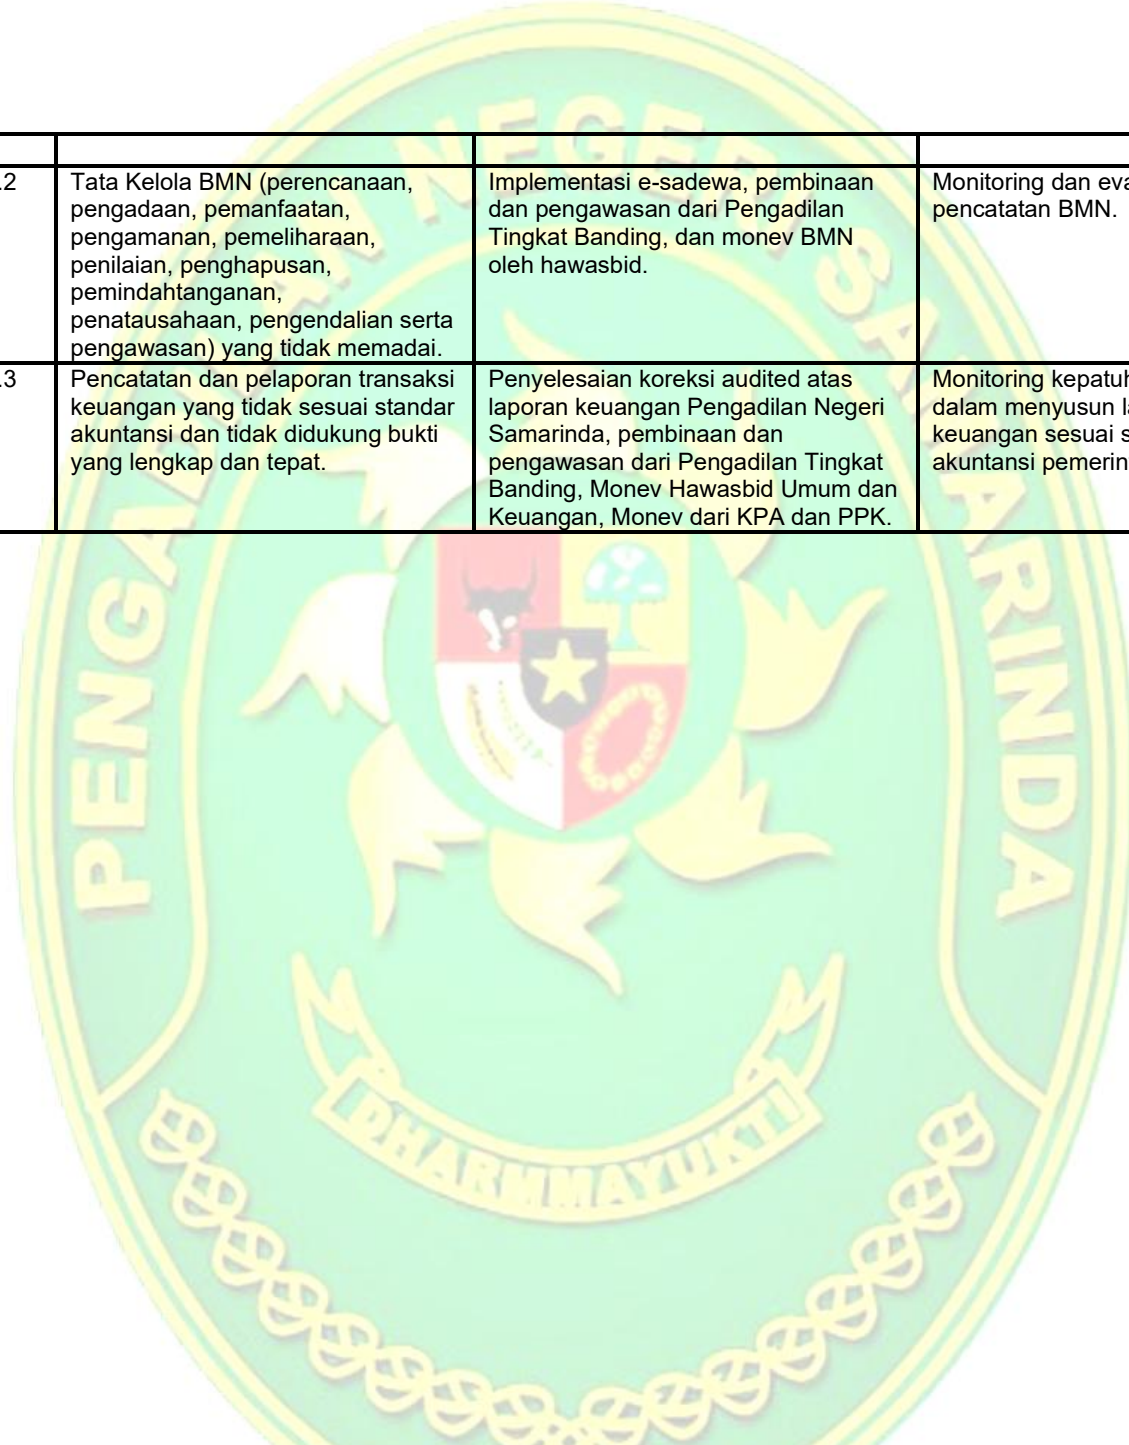 .2
Tata Kelola BMN (perencanaan,
pengadaan, pemanfaatan,
pengamanan, pemeliharaan,
penilaian, penghapusan,
pemindahtanganan,
penatausahaan, pengendalian serta
pengawasan) yang tidak memadai.
Implementasi e-sadewa, pembinaan
dan pengawasan dari Pengadilan
Tingkat Banding, dan monev BMN
oleh hawasbid.
Monitoring dan eva
pencatatan BMN.
.3
Pencatatan dan pelaporan transaksi
keuangan yang tidak sesuai standar
akuntansi dan tidak didukung bukti
yang lengkap dan tepat.
Penyelesaian koreksi audited atas
laporan keuangan Pengadilan Negeri
Samarinda, pembinaan dan
pengawasan dari Pengadilan Tingkat
Banding, Monev Hawasbid Umum dan
Keuangan, Monev dari KPA dan PPK.
Monitoring kepatuh
dalam menyusun la
keuangan sesuai s
akuntansi pemerin
PENGADILAN NEGERI SAMARINDA
DHARMMAYUKTI